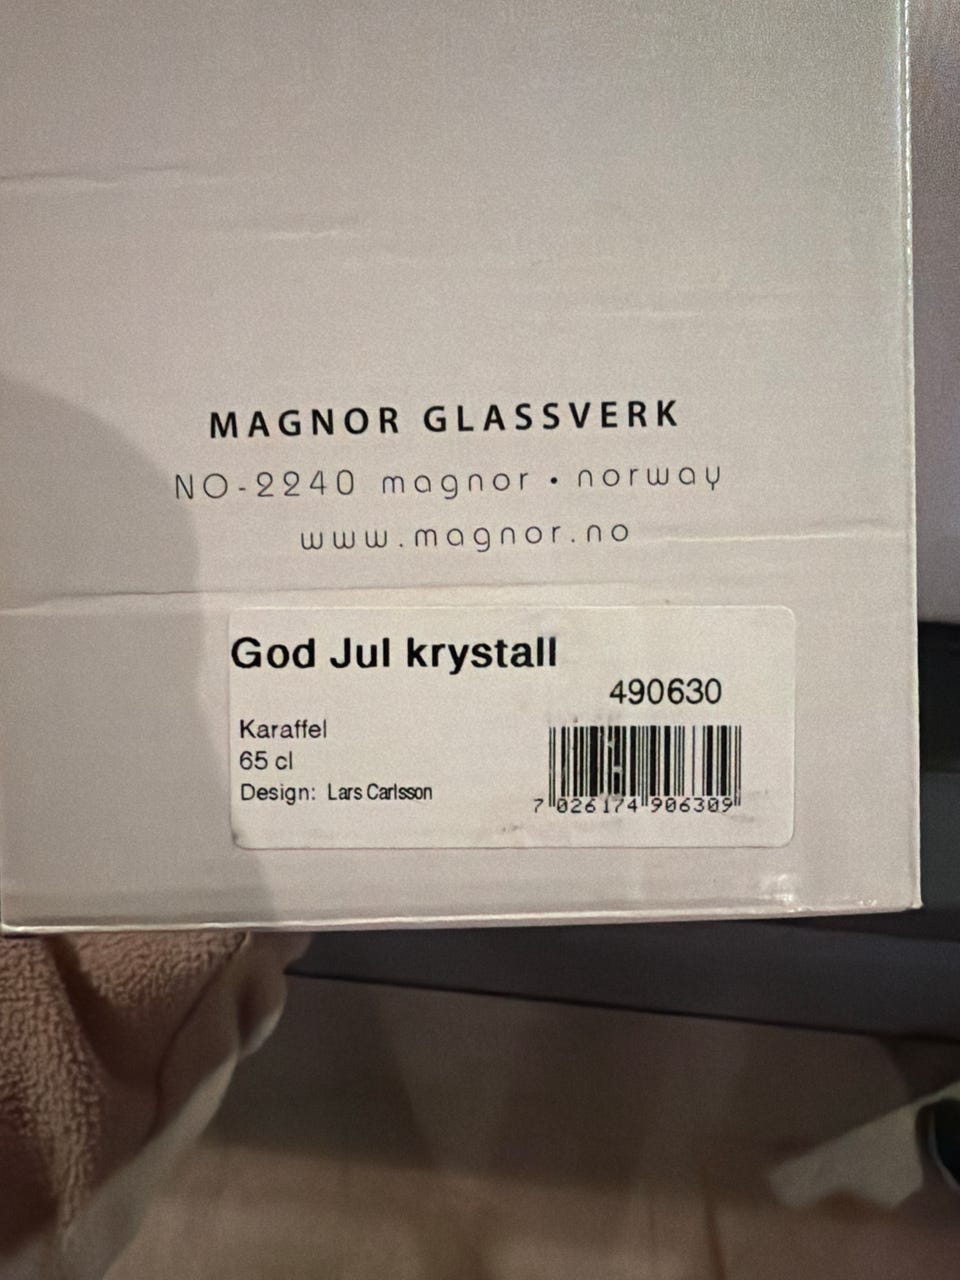 MAGNOR GLASSVERK
NO-2240 magnor • norway
www.magnor.no
God Jul krystall
490630
Karaffel
65 cl
Design: Lars Carlsson
7 026174 906309